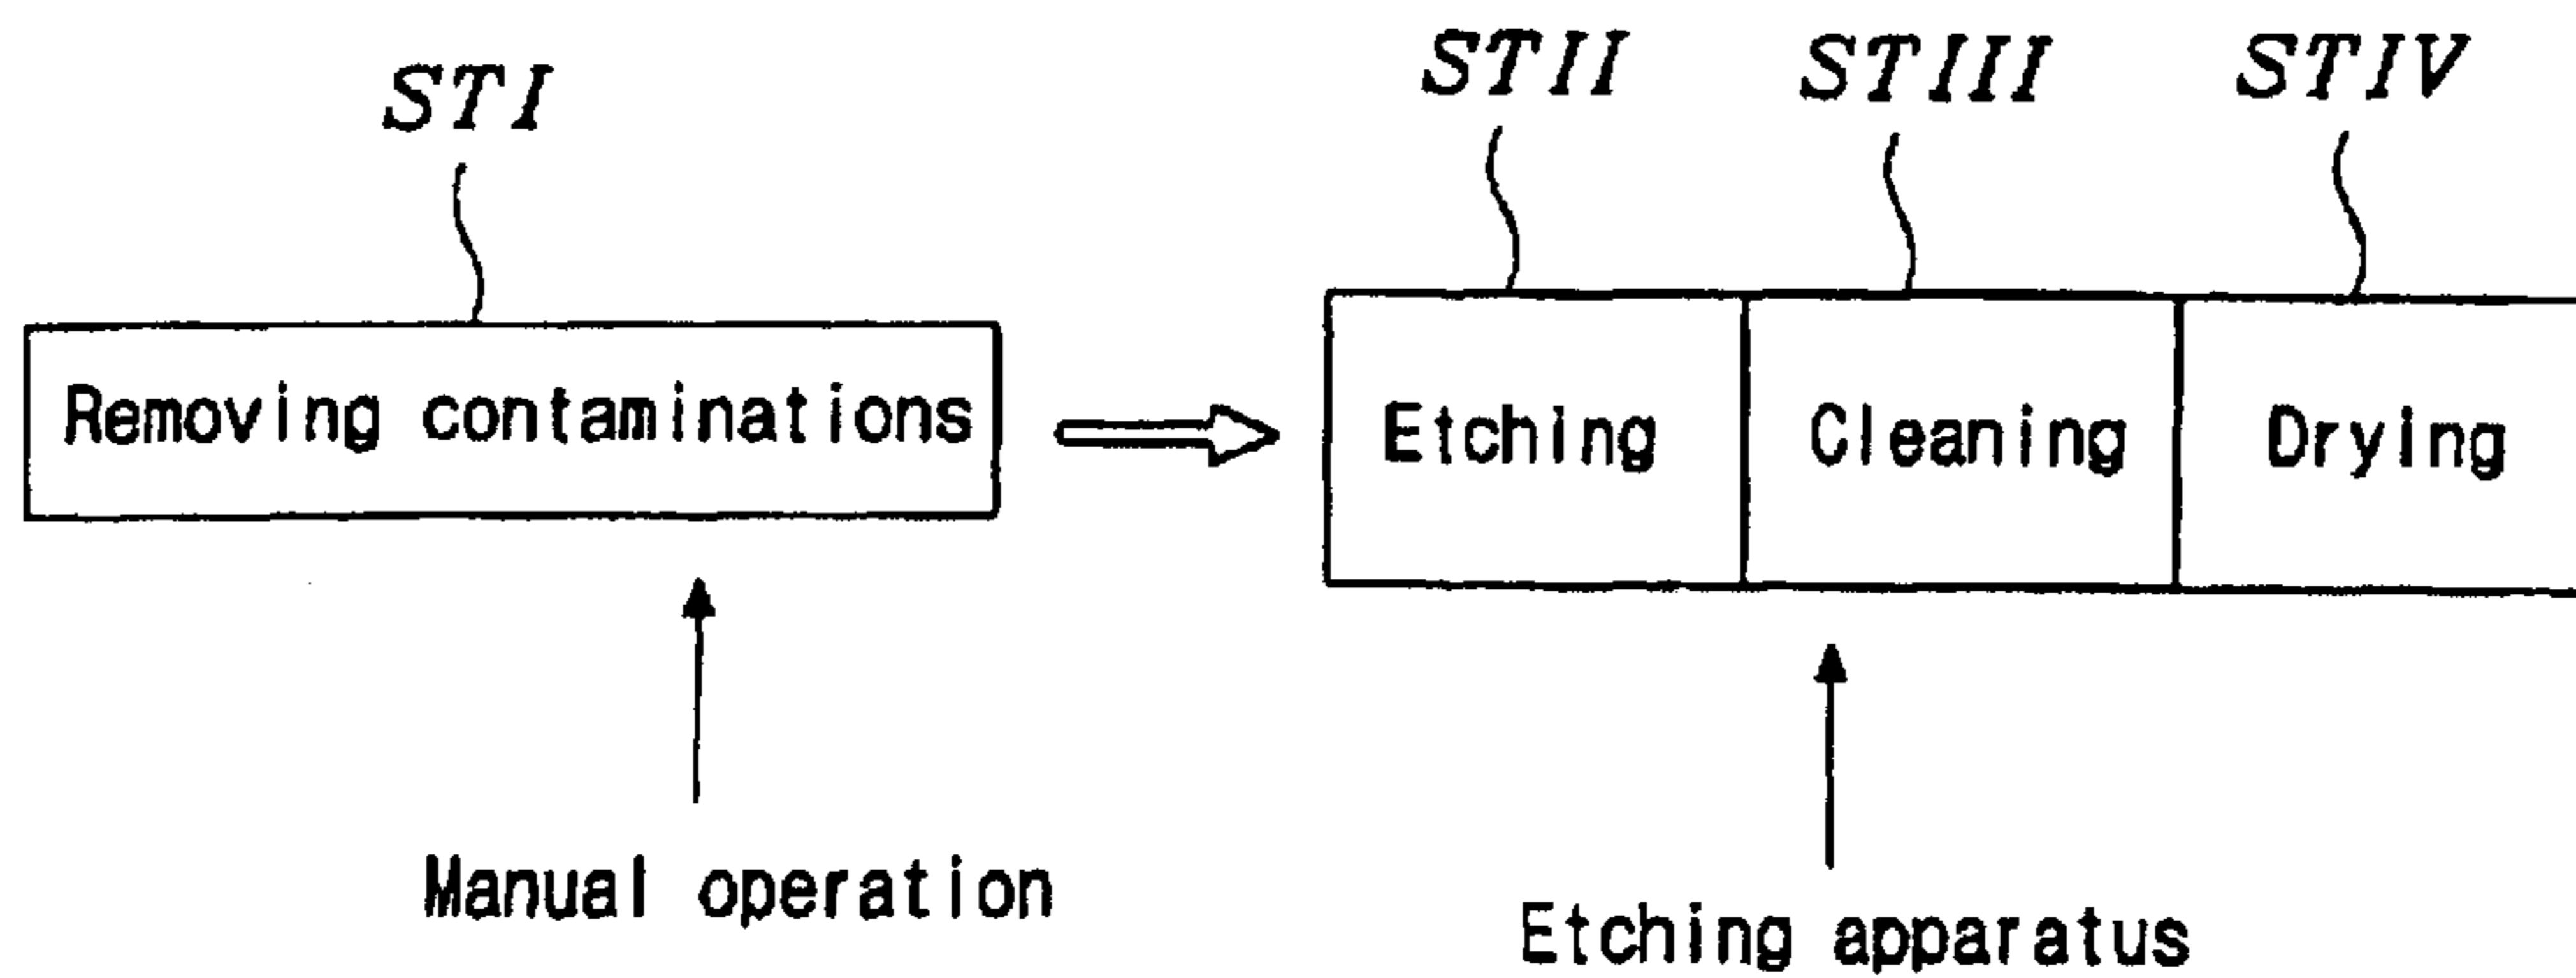 STI
STII STIII STIV
Removing contaminations
Etching Cleaning Drying
Manual operation
Etching apparatus